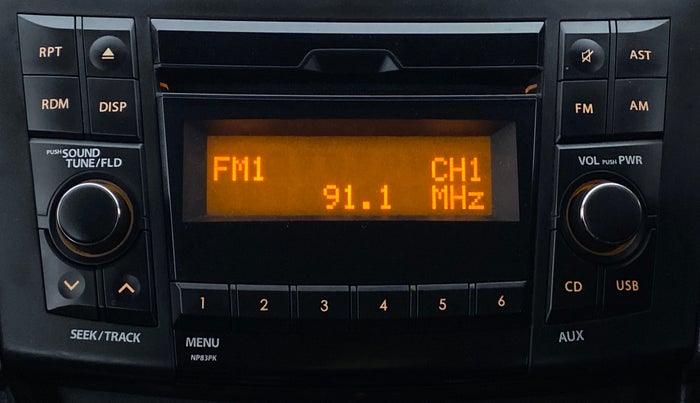 RPT
AST
RDM
DISP
FM
AM
PUSH SOUND
TUNE/FLD
VOL PUSH PWR
FM1 CH1
91.1 MHz
CD
USB
1 2 3 4 5 6
SEEK/TRACK
MENU
AUX
NP83PK